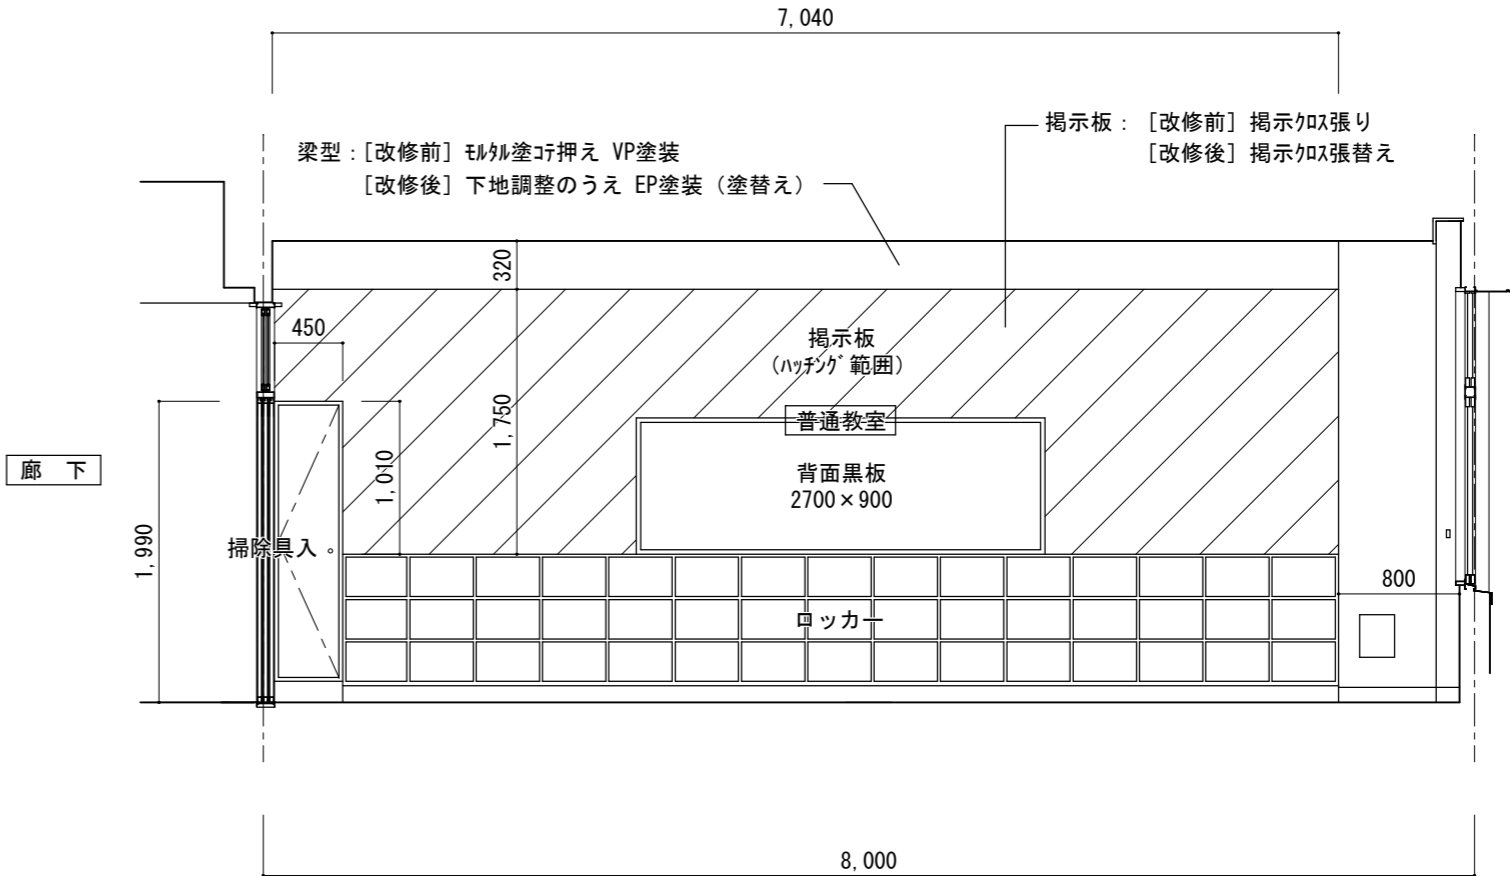 7,040
掲示板： [改修前] 掲示ｸﾛｽ張り
[改修後] 掲示ｸﾛｽ張替え
梁型：[改修前] ﾓﾙﾀﾙ塗ｺﾃ押え VP塗装
[改修後] 下地調整のうえ EP塗装（塗替え）
320
450
掲示板
(ﾊｯﾁﾝｸﾞ範囲)
1,750
普通教室
廊 下
1,010
背面黒板
2700×900
1,990
掃除具入
800
ロッカー
8,000